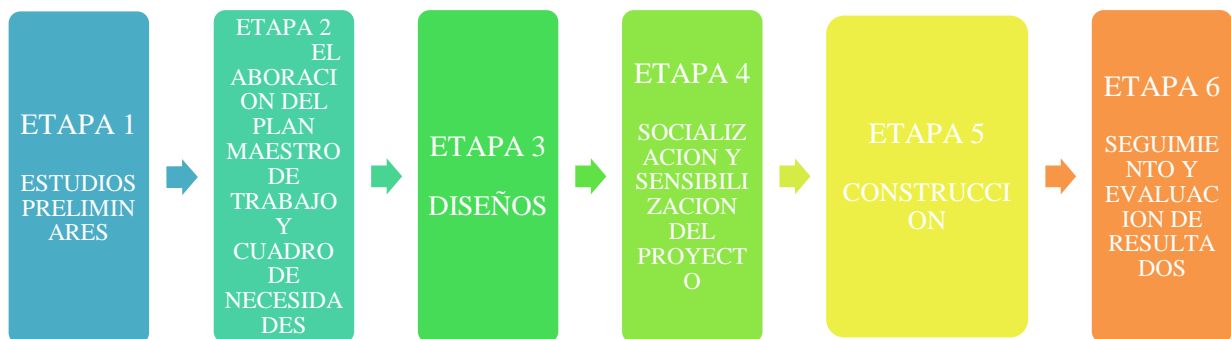 ETAPA 1
ESTUDIOS
PRELIMIN
ARES
ETAPA 2
EL
ABORACI
ON DEL
PLAN
MAESTRO
DE
TRABAJO
Y
CUADRO
DE
NECESIDA
DES
ETAPA 3
DISEÑOS
ETAPA 4
SOCIALIZ
ACION Y
SENSIBILI
ZACION
DEL
PROYECT
O
ETAPA 5
CONSTRUCCI
ON
ETAPA 6
SEGUIMIE
NTO Y
EVALUAC
ION DE
RESULTA
DOS